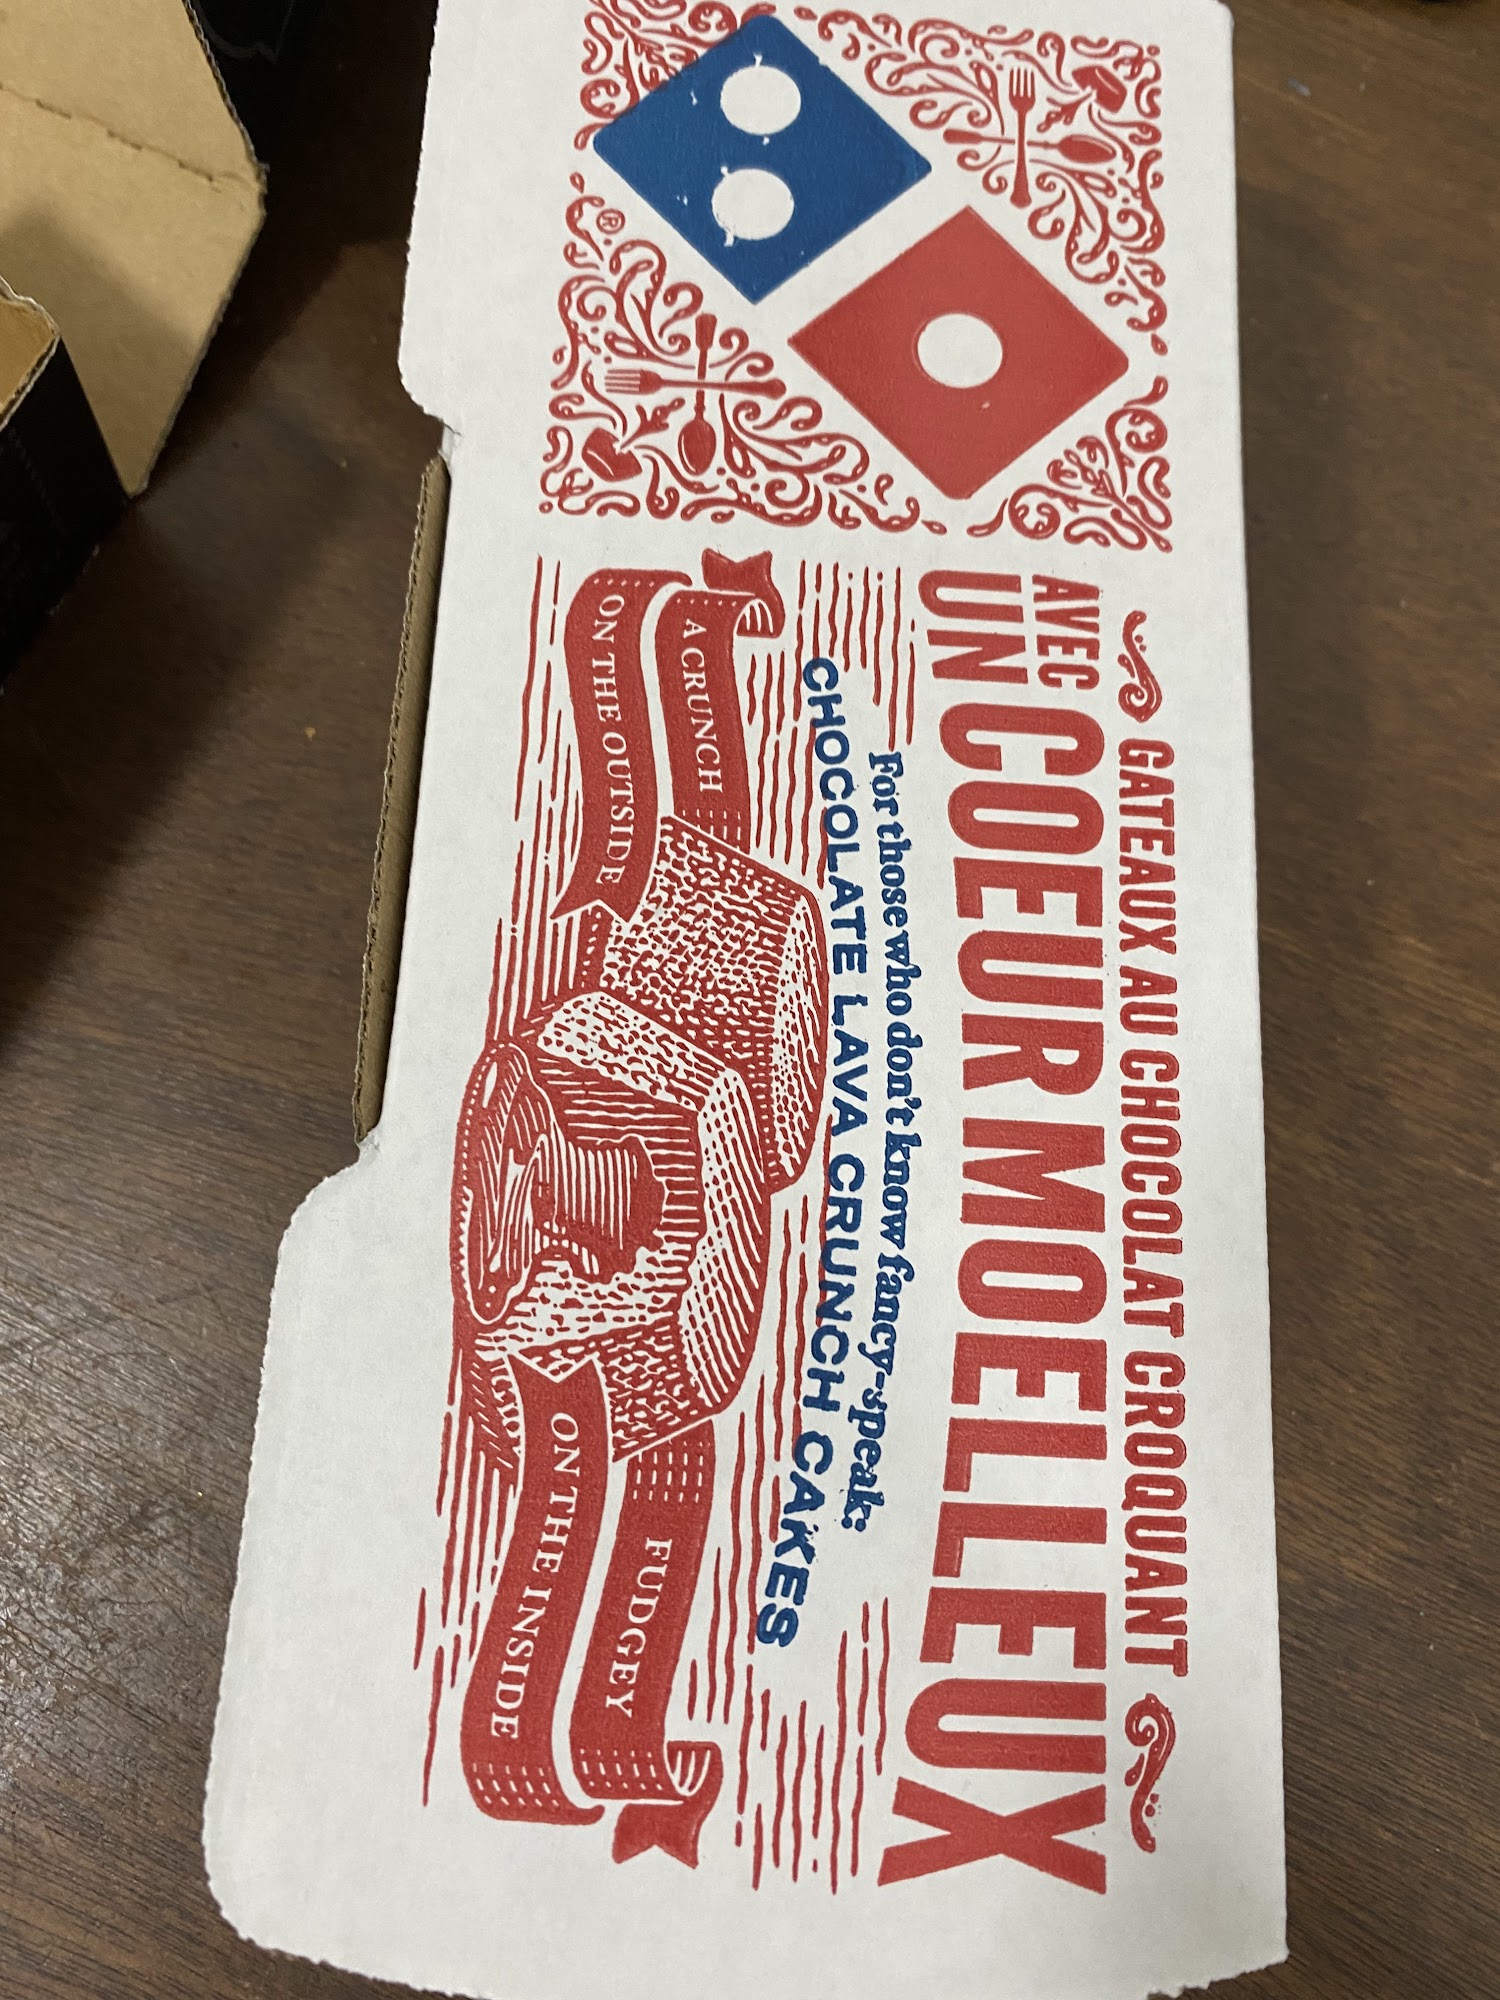 GATEAUX AU CHOCOLAT CROQUANT
AVEC
UN COEUR MOELLEUX
For those who don't know fancy-speak:
CHOCOLATE LAVA CRUNCH CAKES
A CRUNCH
ON THE OUTSIDE
FUDGEY
ON THE INSIDE
®